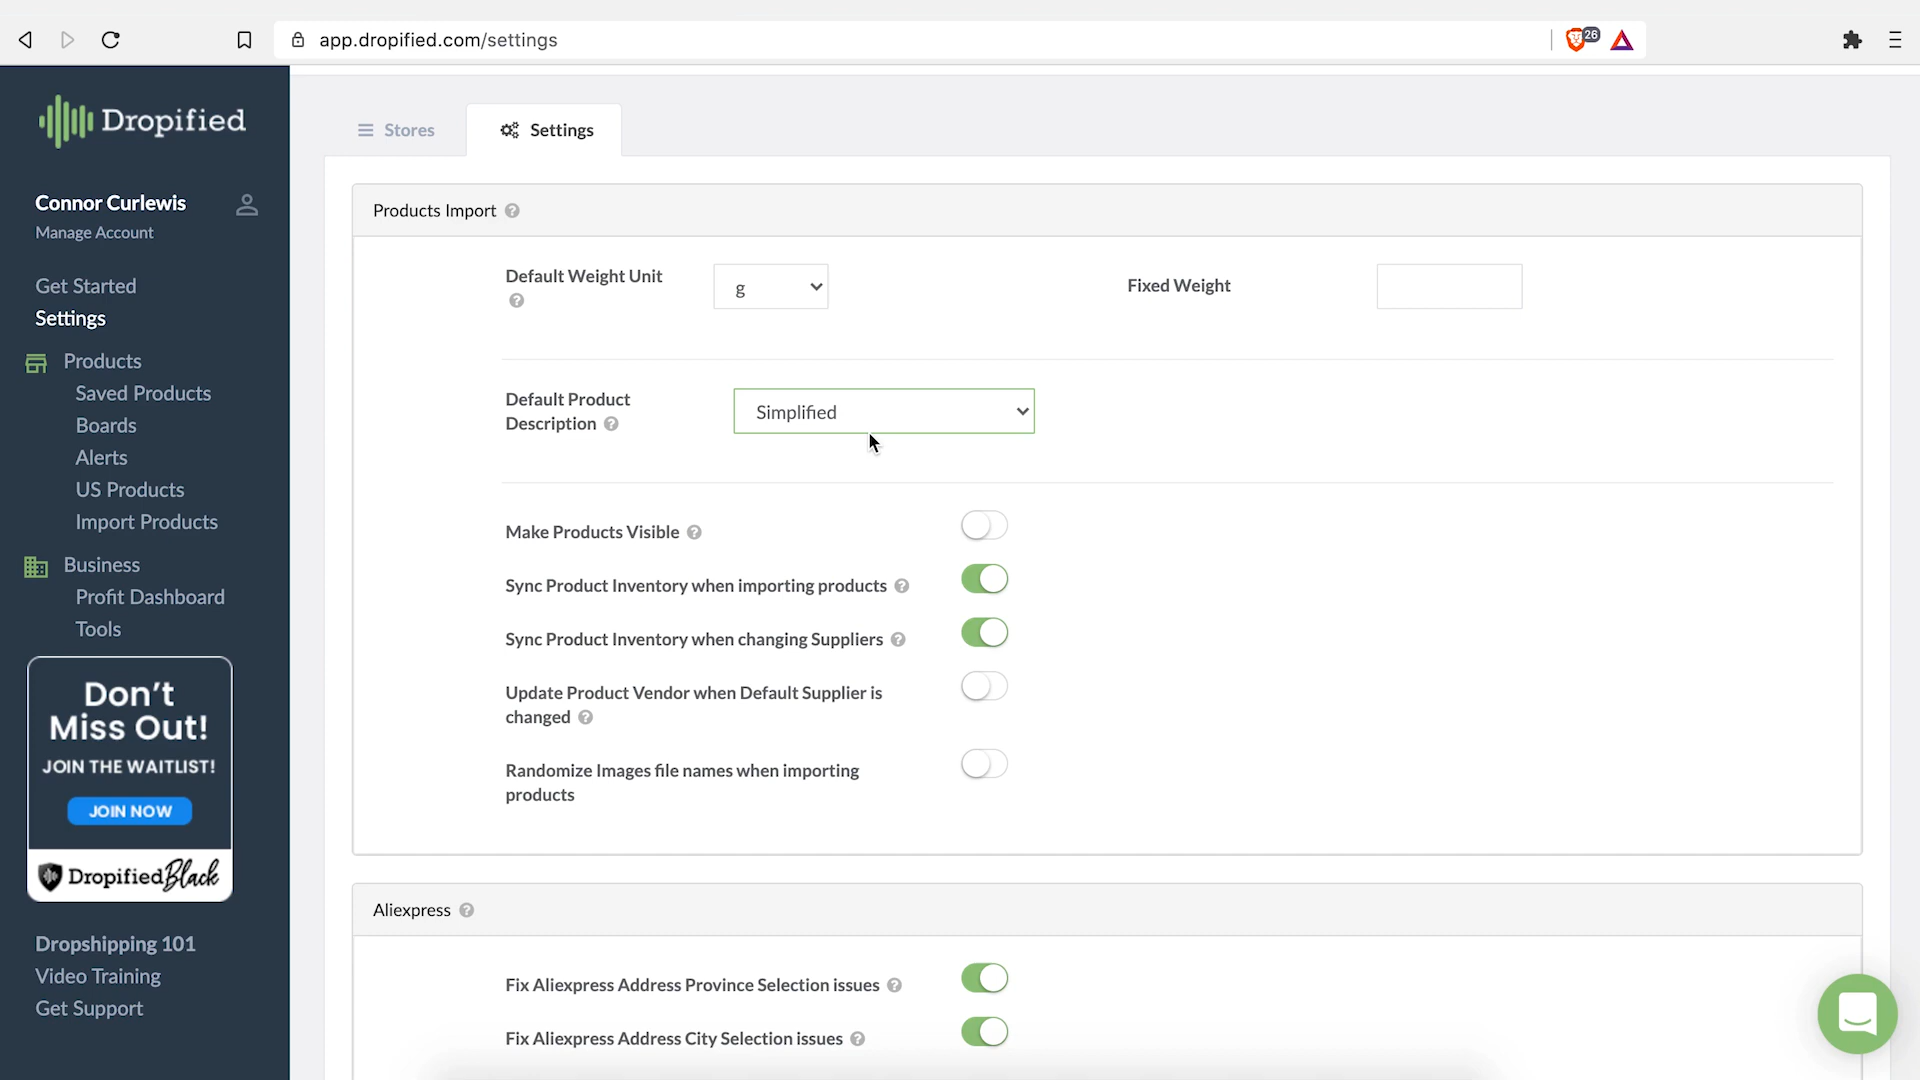 app.dropified.com/settings
26
Dropified
Connor Curlewis
Manage Account
Get Started
Settings
Products
Saved Products
Boards
Alerts
US Products
Import Products
Business
Profit Dashboard
Tools
Don't
Miss Out!
JOIN THE WAITLIST!
JOIN NOW
Dropified Black
Dropshipping 101
Video Training
Get Support
Stores
Settings
Products Import ?
Default Weight Unit
?
g
Fixed Weight
Default Product
Description ?
Simplified
Make Products Visible ?
Sync Product Inventory when importing products ?
Sync Product Inventory when changing Suppliers ?
Update Product Vendor when Default Supplier is
changed ?
Randomize Images file names when importing
products
Aliexpress ?
Fix Aliexpress Address Province Selection issues ?
Fix Aliexpress Address City Selection issues ?